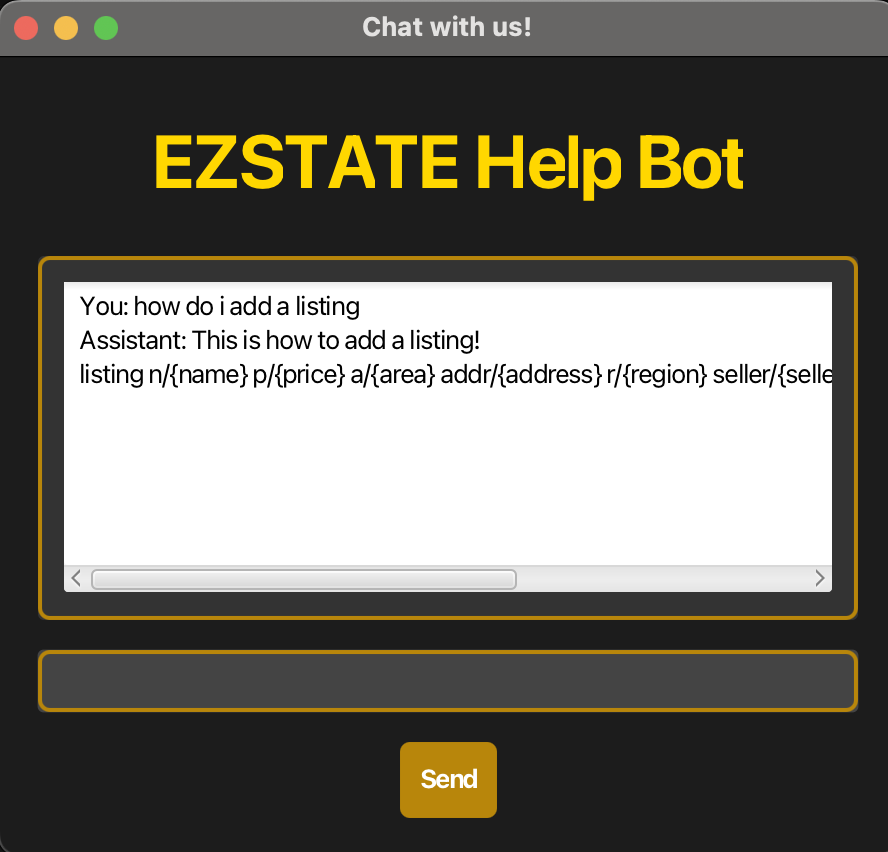 Chat with us!
EZSTATE Help Bot
You: how do i add a listing
Assistant: This is how to add a listing!
listing n/{name} p/{price} a/{area} addr/{address} r/{region} seller/{selle
Send